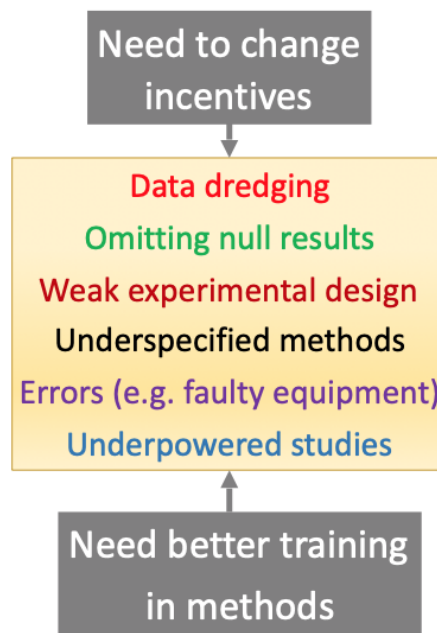 Need to change
incentives
Data dredging
Omitting null results
Weak experimental design
Underspecified methods
Errors (e.g. faulty equipment)
Underpowered studies
Need better training
in methods